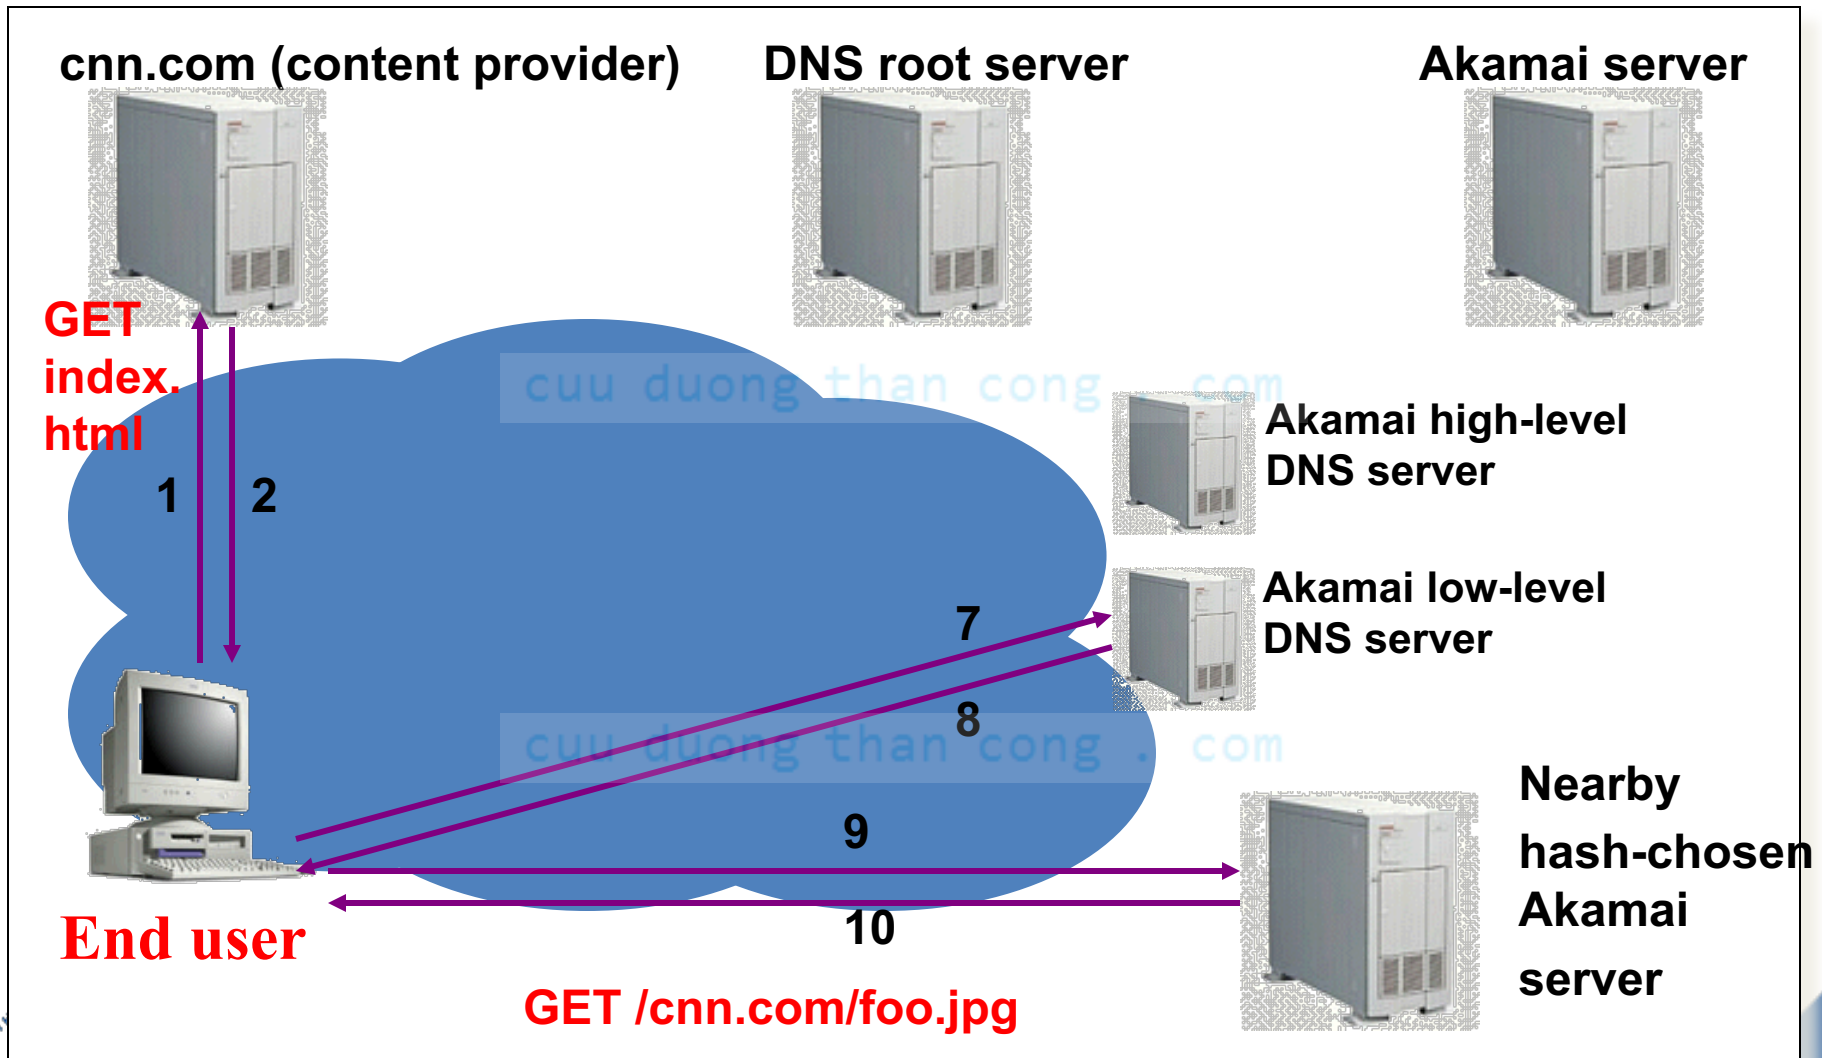 cnn.com (content provider)
DNS root server
Akamai server
GET
index.
html
1
2
cuu duong than cong . com
Akamai high-level
DNS server
Akamai low-level
DNS server
7
8
cuu duong than cong . com
9
10
Nearby
hash-chosen
Akamai
server
End user
GET /cnn.com/foo.jpg